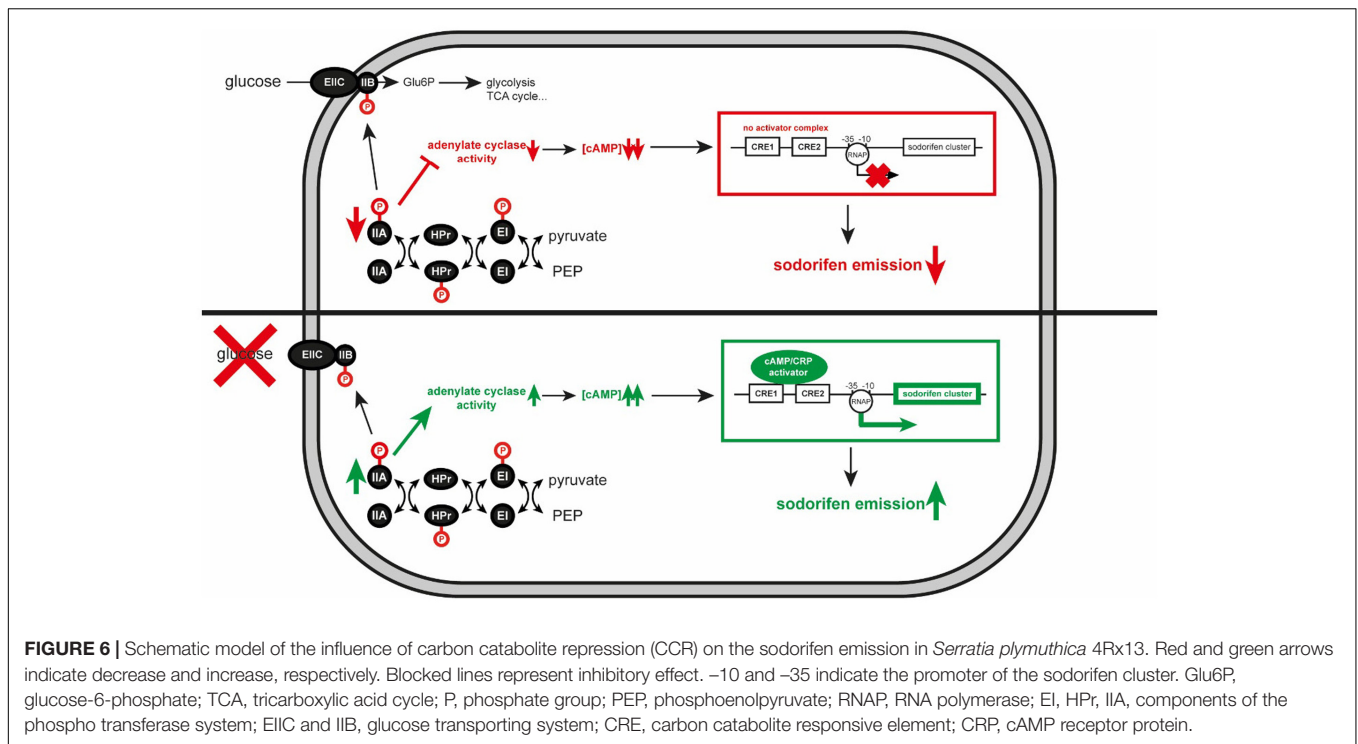 glucose
EIIC
IIB
P
Glu6P
glycolysis
TCA cycle...
adenylate cyclase
activity
[cAMP]
no activator complex
CRE1
CRE2
-35 -10
RNAP
sodorifen cluster
P
IIA
IIA
HPr
HPr
P
P
EI
EI
pyruvate
PEP
sodorifen emission
glucose
EIIC
IIB
P
adenylate cyclase
activity
[cAMP]
cAMP/CRP
activator
CRE1
CRE2
-35 -10
RNAP
sodorifen cluster
P
IIA
IIA
HPr
HPr
P
P
EI
EI
pyruvate
PEP
sodorifen emission
FIGURE 6 | Schematic model of the influence of carbon catabolite repression (CCR) on the sodorifen emission in Serratia plymuthica 4Rx13. Red and green arrows
indicate decrease and increase, respectively. Blocked lines represent inhibitory effect. –10 and –35 indicate the promoter of the sodorifen cluster. Glu6P,
glucose-6-phosphate; TCA, tricarboxylic acid cycle; P, phosphate group; PEP, phosphoenolpyruvate; RNAP, RNA polymerase; EI, HPr, IIA, components of the
phospho transferase system; EIIC and IIB, glucose transporting system; CRE, carbon catabolite responsive element; CRP, cAMP receptor protein.